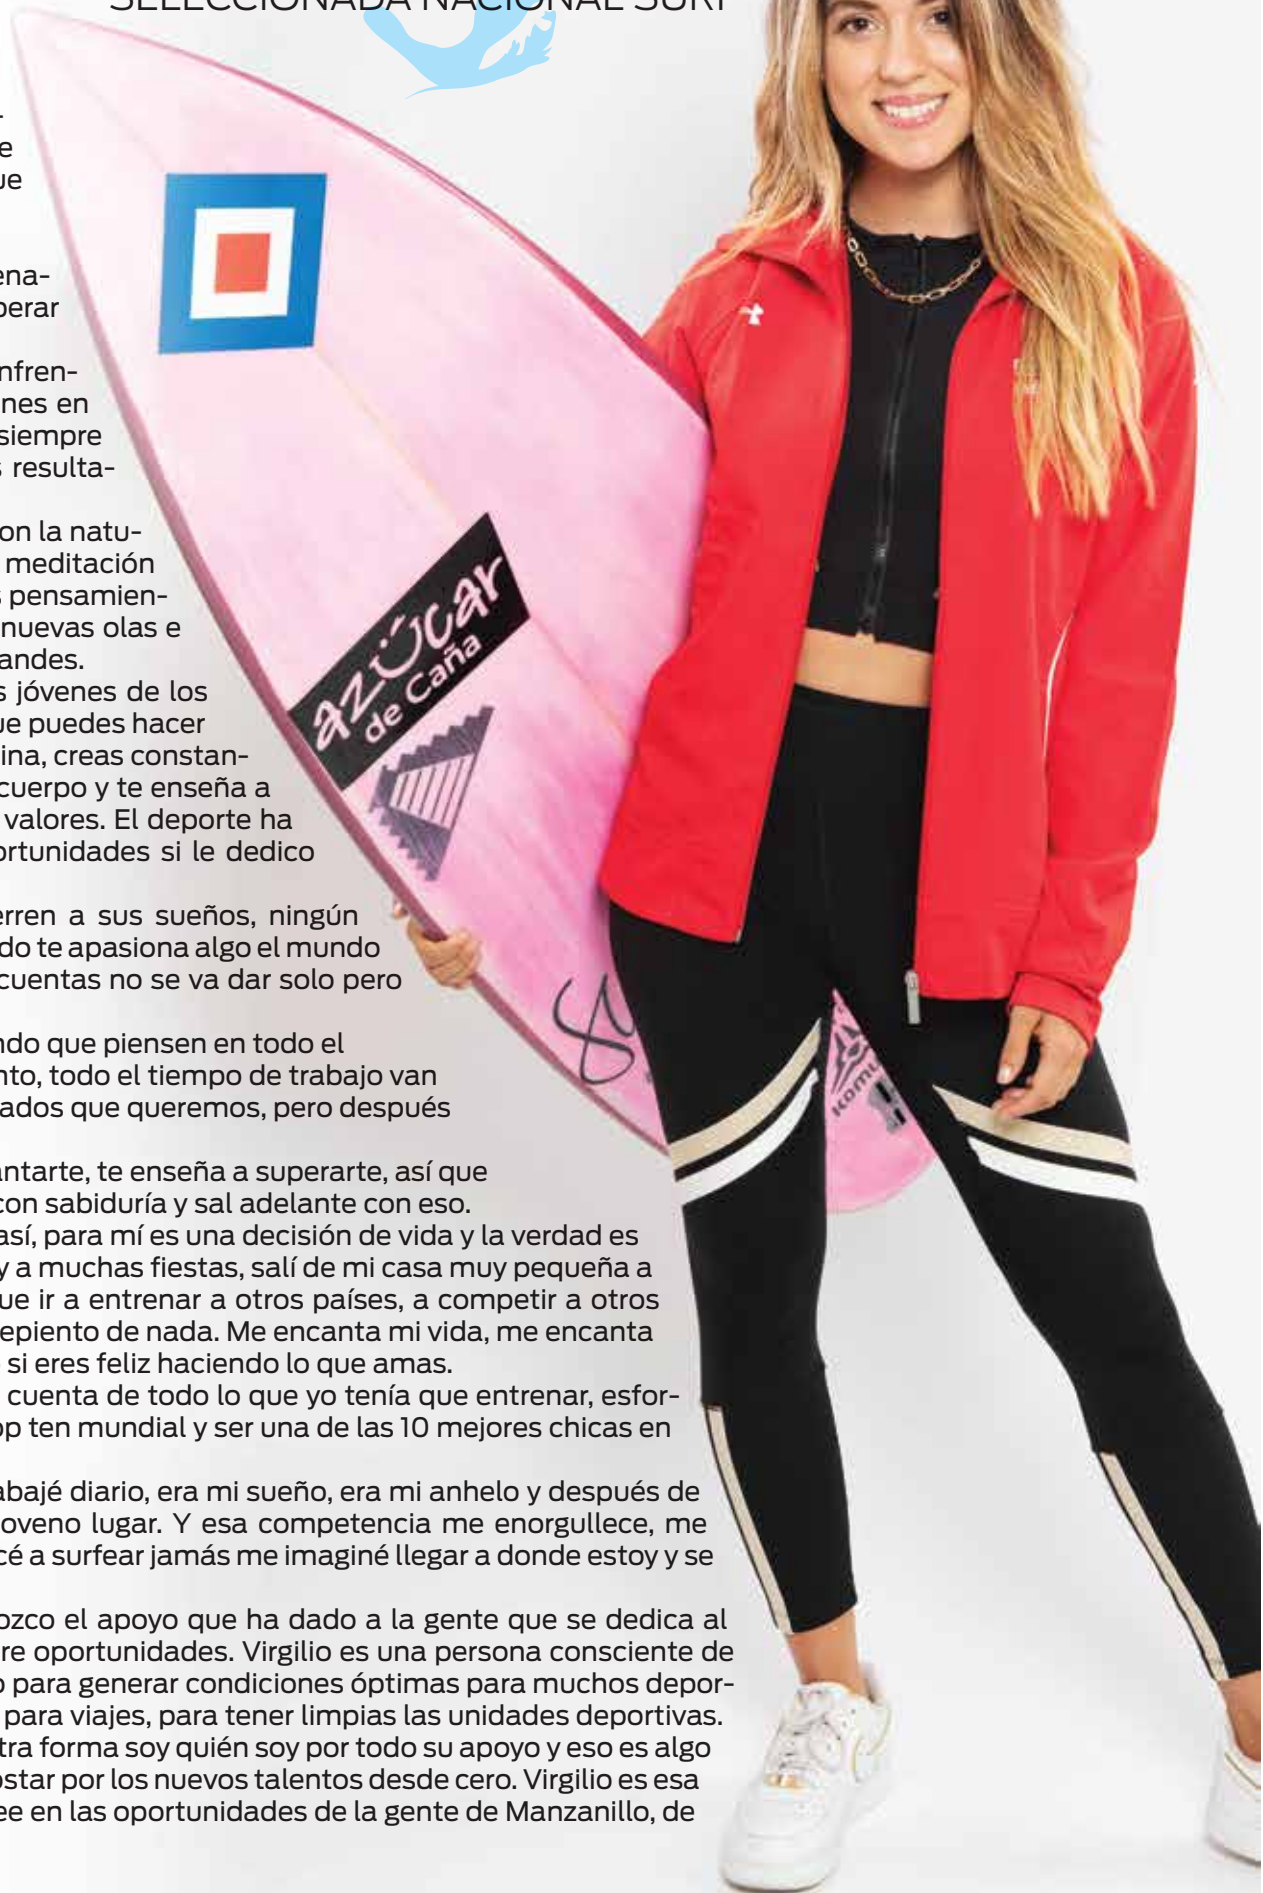 SELECCIONADA NACIONAL SURF
-
e
ue
ena-
perar
nfren-
nes en
siempre
s resulta-
on la natu-
meditación
s pensamien-
nuevas olas e
andes.
s jóvenes de los
ue puedes hacer
ina, creas constan-
cuerpo y te enseña a
valores. El deporte ha
ortunidades si le dedico
erren a sus sueños, ningún
do te apasiona algo el mundo
cuentas no se va dar solo pero
ndo que piensen en todo el
nto, todo el tiempo de trabajo van
ados que queremos, pero después
antarte, te enseña a superarte, así que
con sabiduría y sal adelante con eso.
así, para mí es una decisión de vida y la verdad es
y a muchas fiestas, salí de mi casa muy pequeña a
ue ir a entrenar a otros países, a competir a otros
epiento de nada. Me encanta mi vida, me encanta
si eres feliz haciendo lo que amas.
cuenta de todo lo que yo tenía que entrenar, esfor-
op ten mundial y ser una de las 10 mejores chicas en
abajé diario, era mi sueño, era mi anhelo y después de
oveno lugar. Y esa competencia me enorgullece, me
cé a surfear jamás me imaginé llegar a donde estoy y se
ozco el apoyo que ha dado a la gente que se dedica al
re oportunidades. Virgilio es una persona consciente de
o para generar condiciones óptimas para muchos depor-
para viajes, para tener limpias las unidades deportivas.
tra forma soy quién soy por todo su apoyo y eso es algo
ostar por los nuevos talentos desde cero. Virgilio es esa
ee en las oportunidades de la gente de Manzanillo, de
azúcar
de Caña